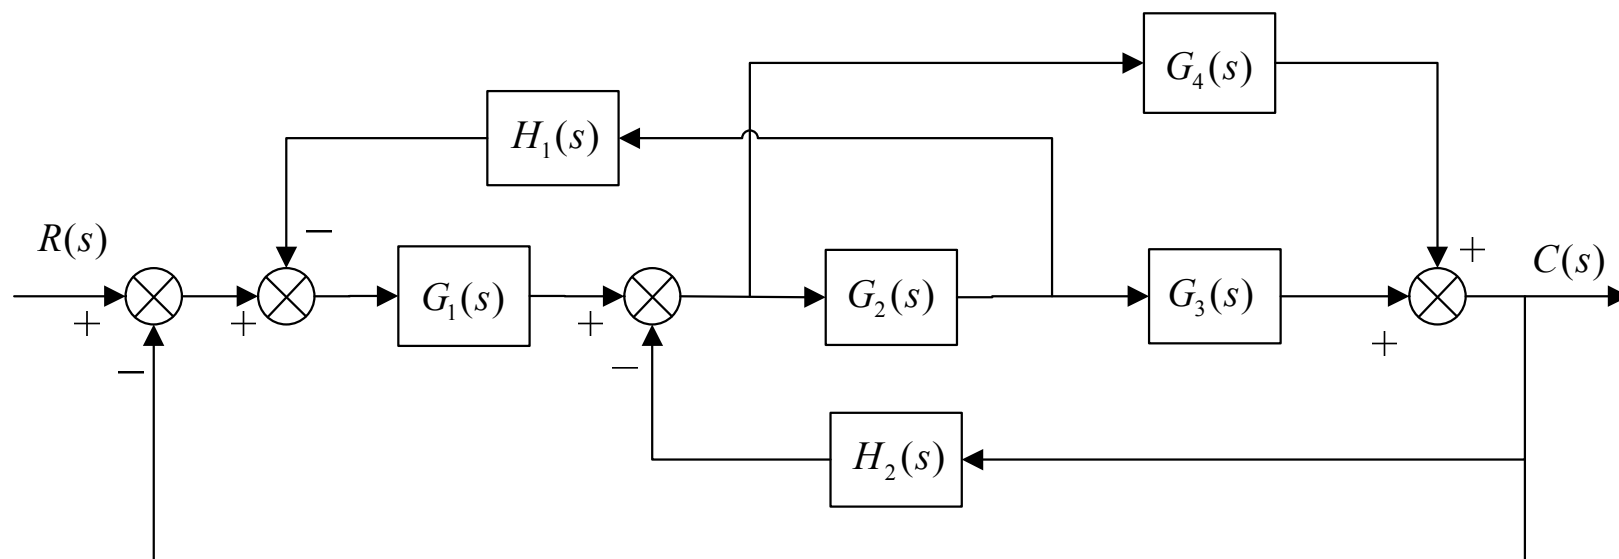 G₄(s)
H₁(s)
−
R(s)
+
C(s)
G₁(s)
G₂(s)
G₃(s)
+
+
+
+
−
−
H₂(s)